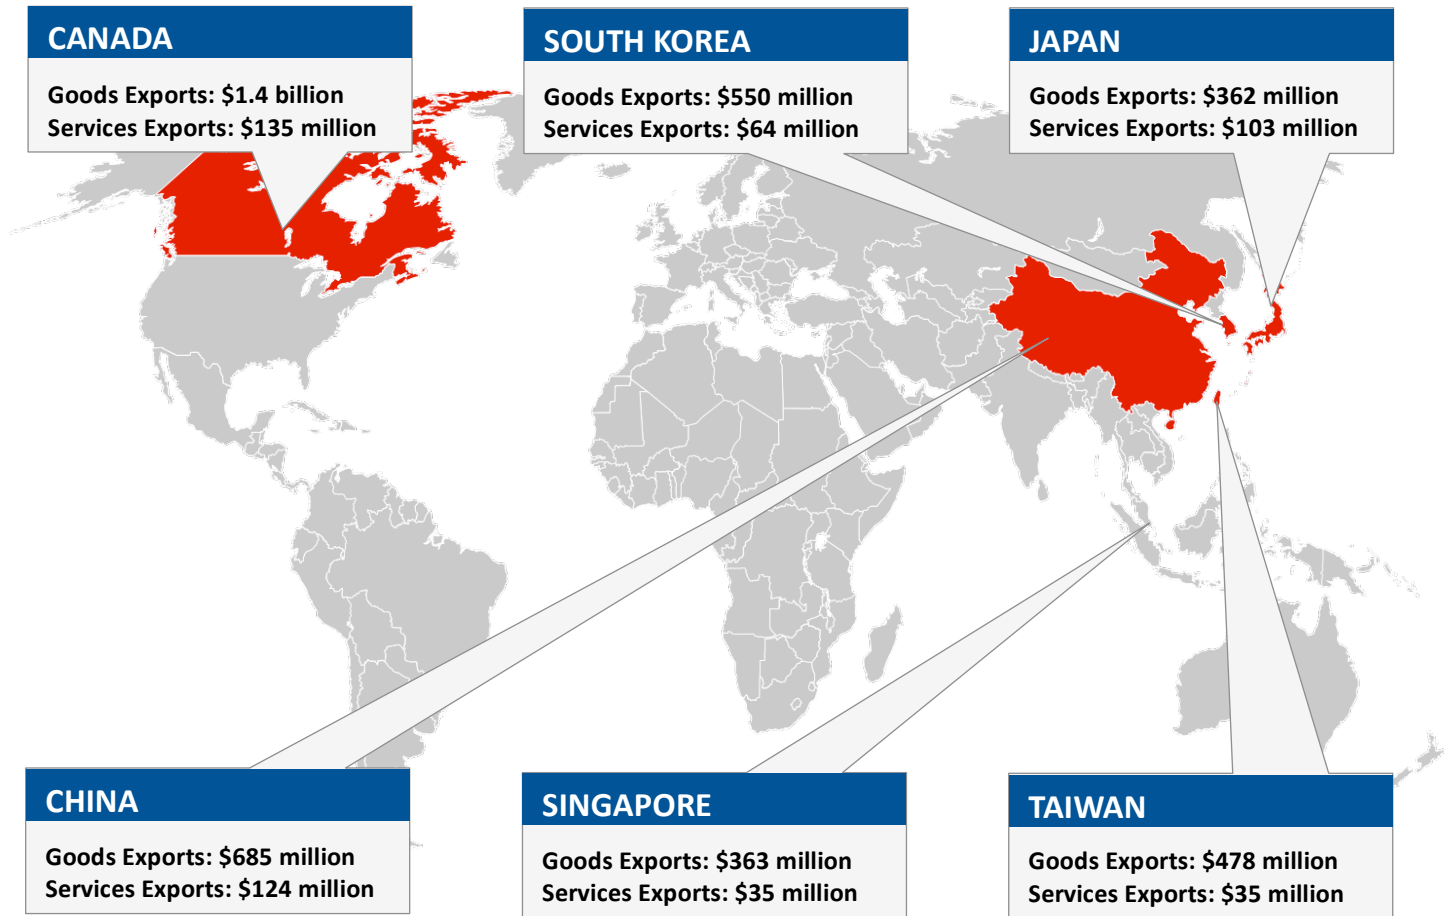 CANADA
Goods Exports: $1.4 billion
Services Exports: $135 million
SOUTH KOREA
Goods Exports: $550 million
Services Exports: $64 million
JAPAN
Goods Exports: $362 million
Services Exports: $103 million
CHINA
Goods Exports: $685 million
Services Exports: $124 million
SINGAPORE
Goods Exports: $363 million
Services Exports: $35 million
TAIWAN
Goods Exports: $478 million
Services Exports: $35 million